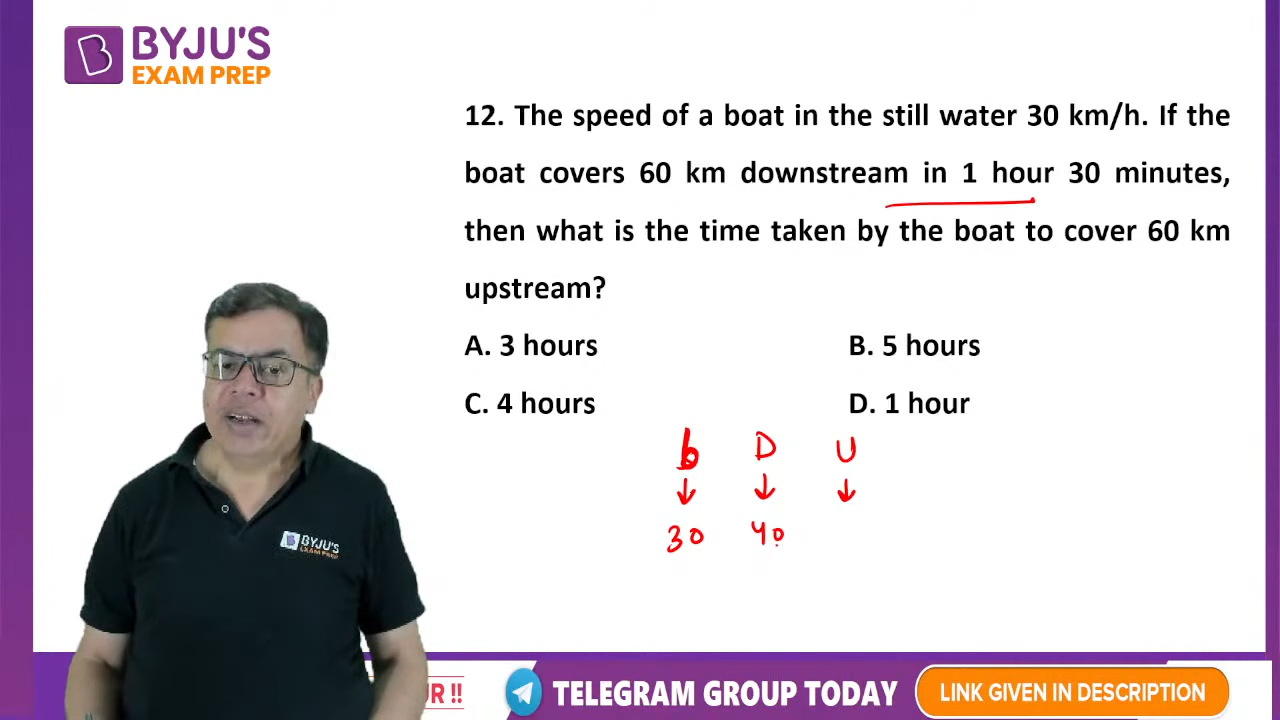 BYJU'S
EXAM PREP
12. The speed of a boat in the still water 30 km/h. If the
boat covers 60 km downstream in 1 hour 30 minutes,
then what is the time taken by the boat to cover 60 km
upstream?
A. 3 hours
B. 5 hours
C. 4 hours
D. 1 hour
b D U
↓ ↓ ↓
30 40
BYJU'S
EXAM PREP
UR !!
TELEGRAM GROUP TODAY
LINK GIVEN IN DESCRIPTION